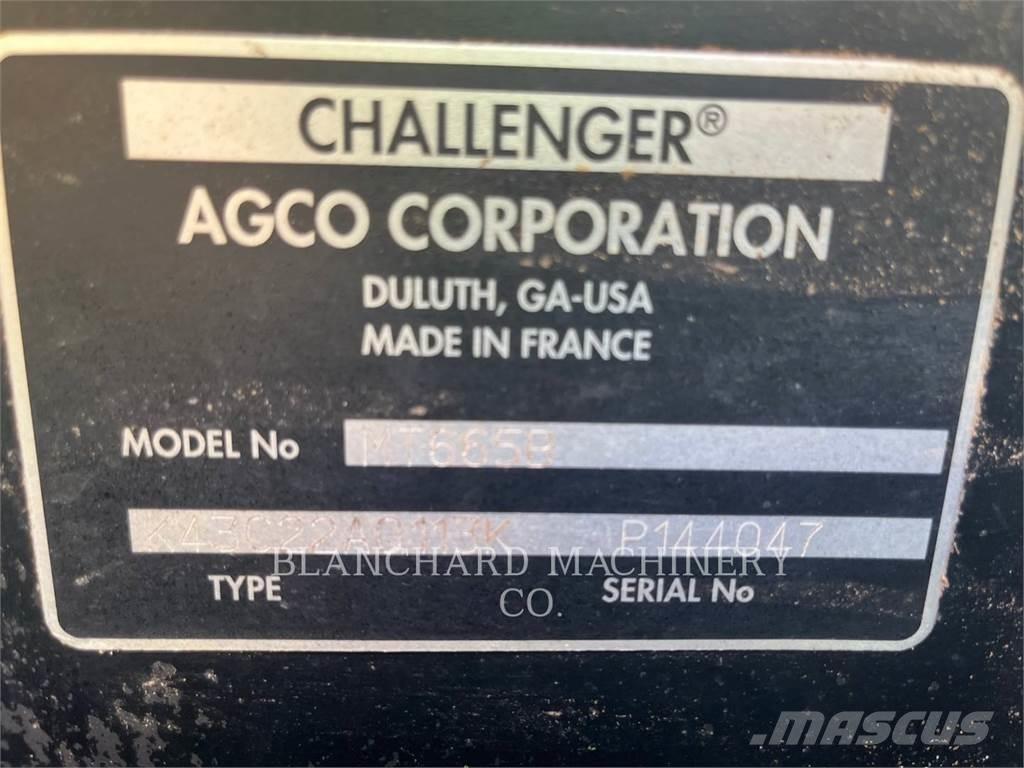 CHALLENGER®
AGCO CORPORATION
DULUTH, GA-USA
MADE IN FRANCE
MODEL No MT665B
P144047
TYPE SERIAL No
BLANCHARD MACHINERY
CO.
MASCUS